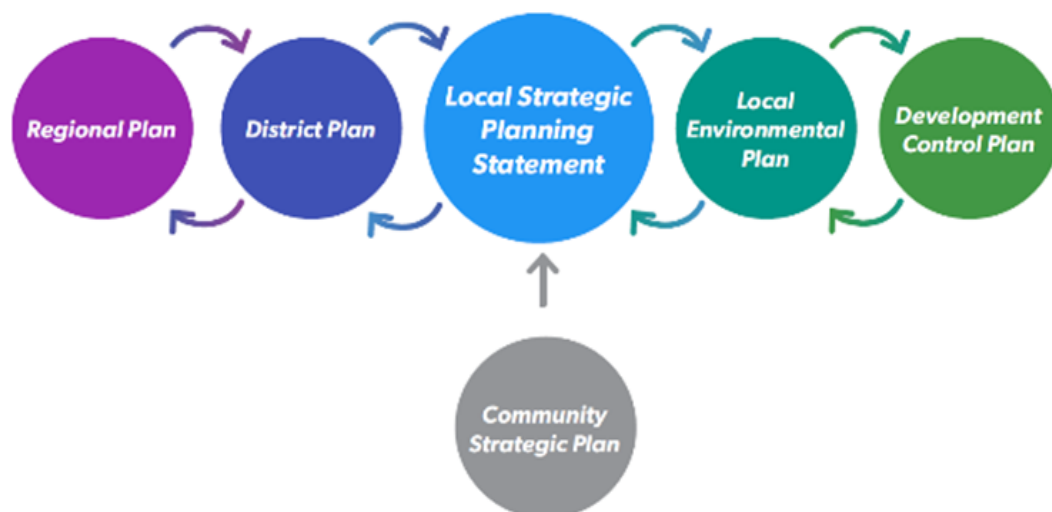 Regional Plan
District Plan
Local Strategic
Planning
Statement
Local
Environmental
Plan
Development
Control Plan
Community
Strategic Plan